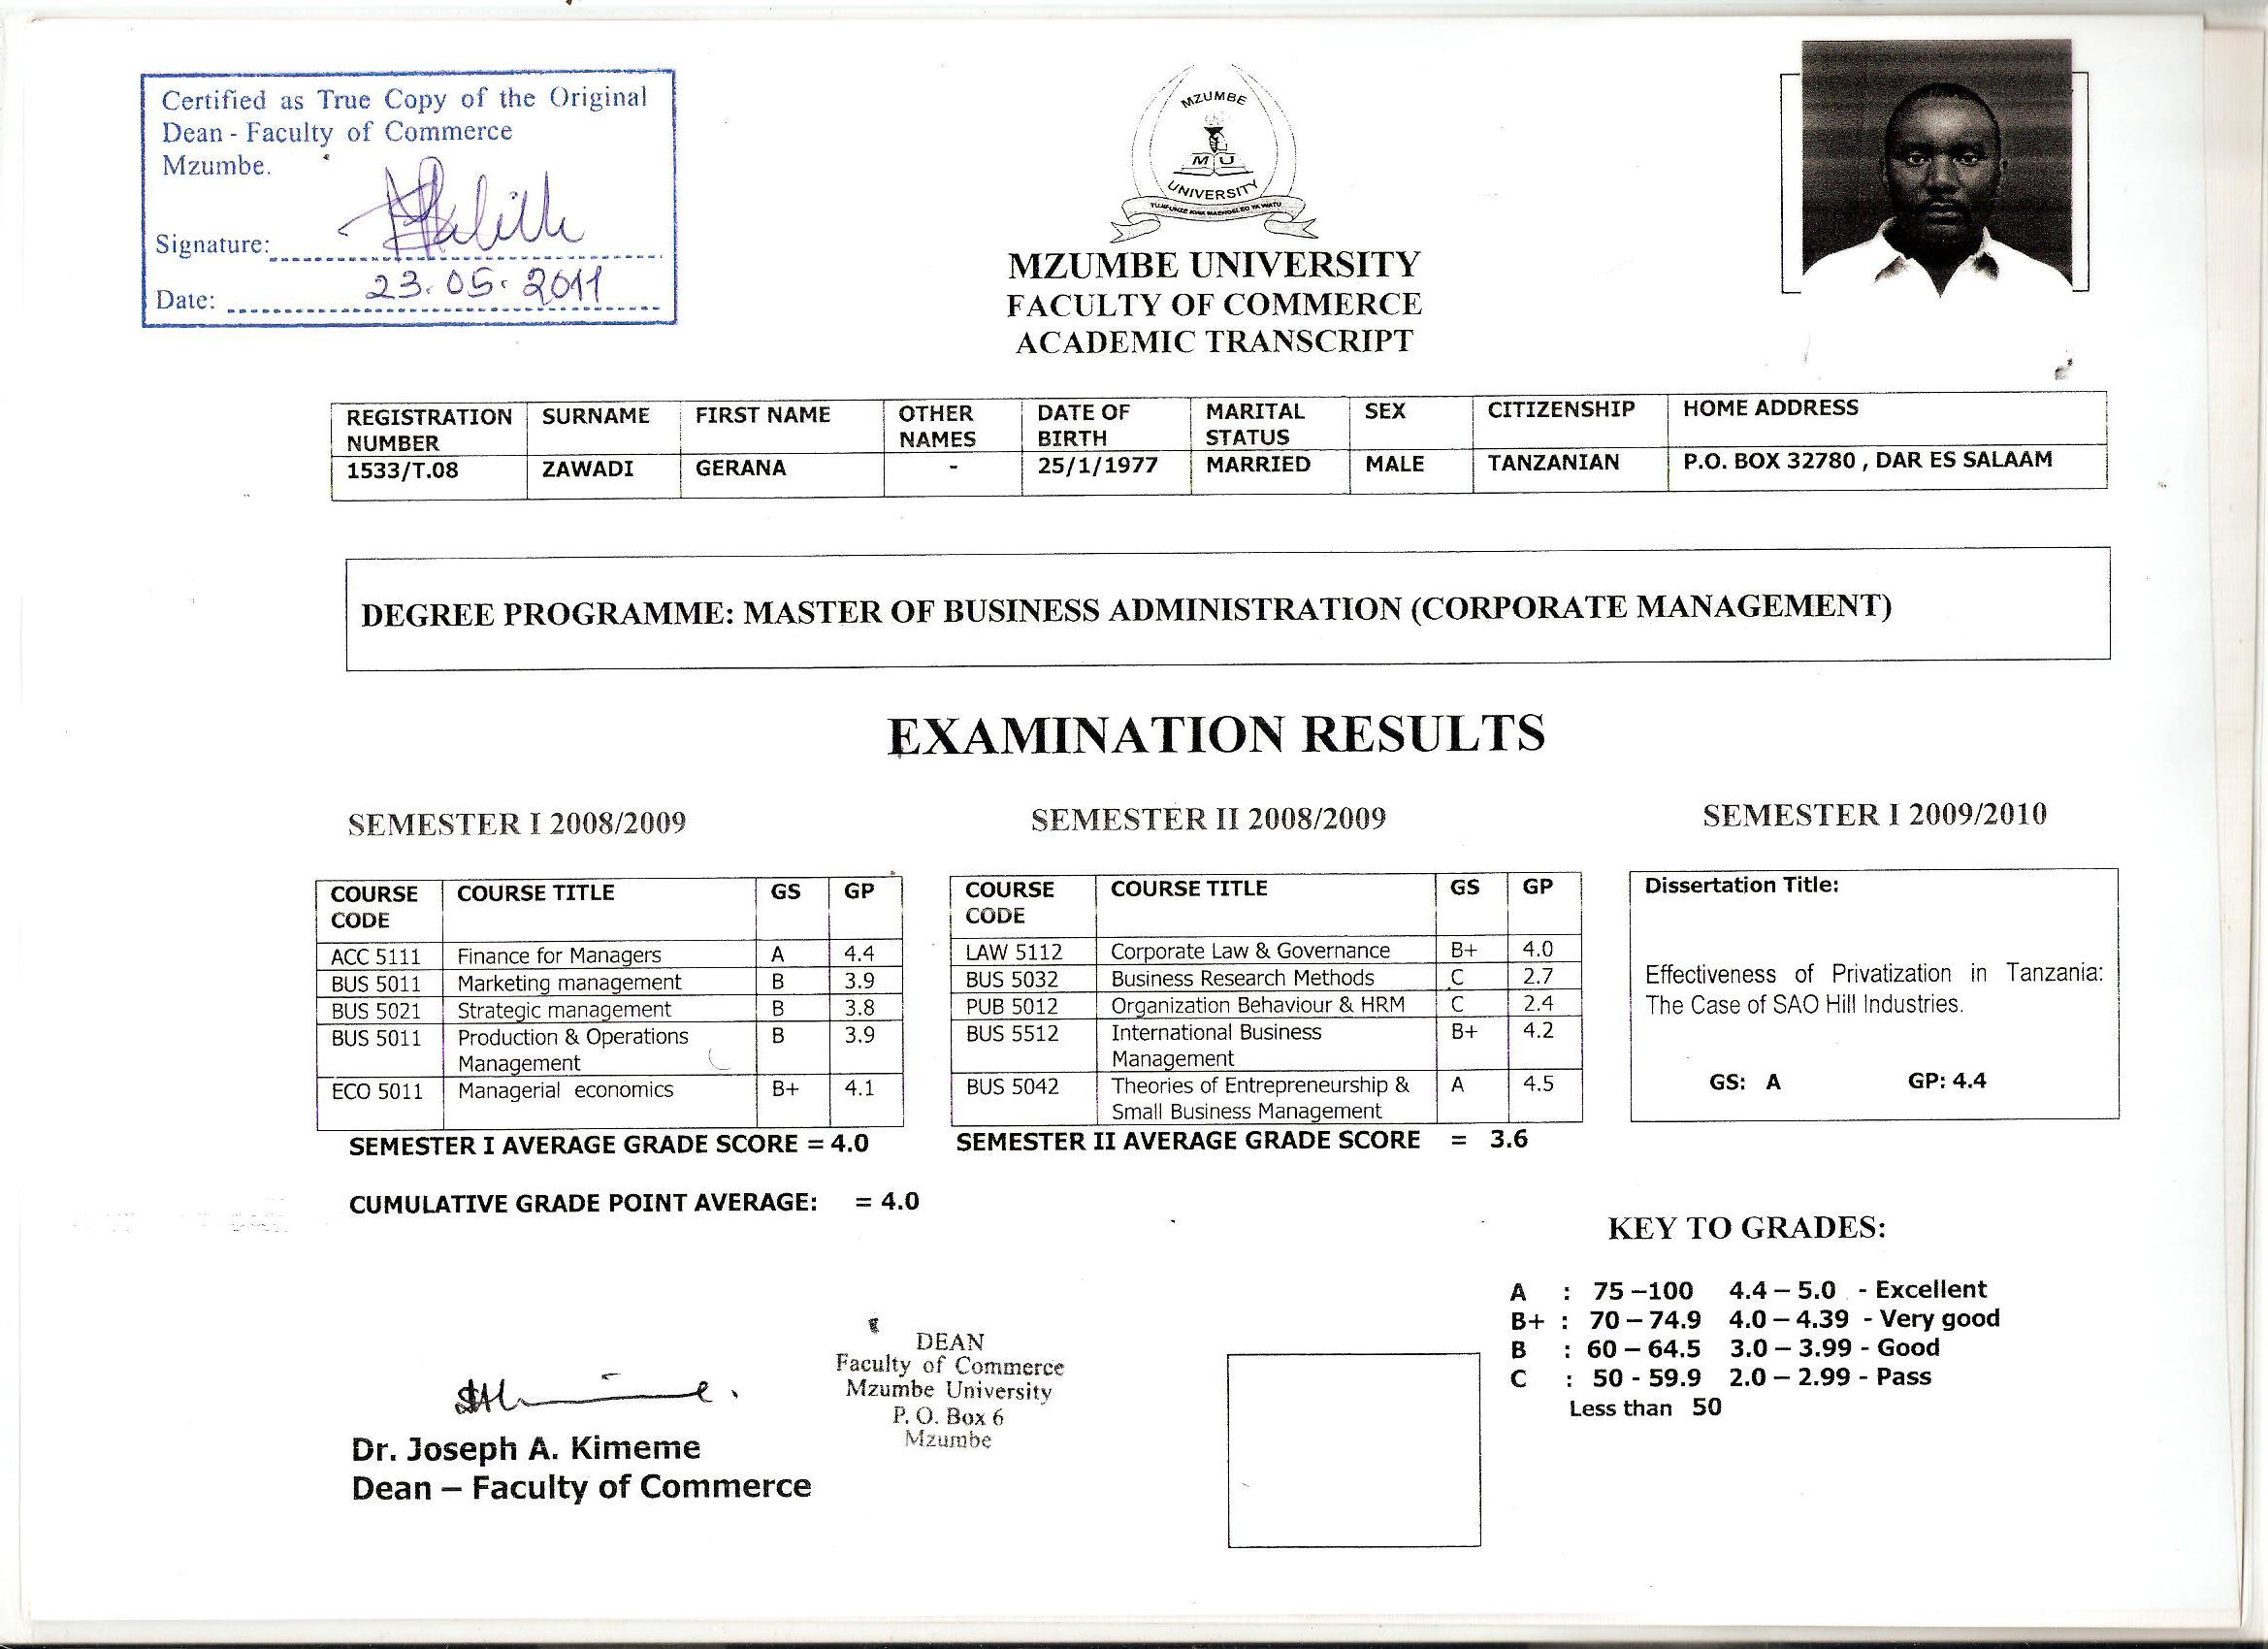 Certified as True Copy of the Original
Dean - Faculty of Commerce
Mzumbe.
Signature:
Date: 23.05.2011
MZUMBE
M U
UNIVERSITY
TUJIFUNZE KWA MAENDELEO YA WATU
MZUMBE UNIVERSITY
FACULTY OF COMMERCE
ACADEMIC TRANSCRIPT
REGISTRATION NUMBER SURNAME FIRST NAME OTHER NAMES DATE OF BIRTH MARITAL STATUS SEX CITIZENSHIP HOME ADDRESS
1533/T.08 ZAWADI GERANA - 25/1/1977 MARRIED MALE TANZANIAN P.O. BOX 32780 , DAR ES SALAAM
DEGREE PROGRAMME: MASTER OF BUSINESS ADMINISTRATION (CORPORATE MANAGEMENT)
EXAMINATION RESULTS
SEMESTER I 2008/2009
COURSE CODE COURSE TITLE GS GP
ACC 5111 Finance for Managers A 4.4
BUS 5011 Marketing management B 3.9
BUS 5021 Strategic management B 3.8
BUS 5011 Production & Operations Management B 3.9
ECO 5011 Managerial economics B+ 4.1
SEMESTER I AVERAGE GRADE SCORE = 4.0
SEMESTER II 2008/2009
COURSE CODE COURSE TITLE GS GP
LAW 5112 Corporate Law & Governance B+ 4.0
BUS 5032 Business Research Methods C 2.7
PUB 5012 Organization Behaviour & HRM C 2.4
BUS 5512 International Business Management B+ 4.2
BUS 5042 Theories of Entrepreneurship & Small Business Management A 4.5
SEMESTER II AVERAGE GRADE SCORE = 3.6
SEMESTER I 2009/2010
Dissertation Title:
Effectiveness of Privatization in Tanzania:
The Case of SAO Hill Industries.
GS: A GP: 4.4
CUMULATIVE GRADE POINT AVERAGE: = 4.0
KEY TO GRADES:
A : 75 –100 4.4 – 5.0 - Excellent
B+ : 70 – 74.9 4.0 – 4.39 - Very good
B : 60 – 64.5 3.0 – 3.99 - Good
C : 50 - 59.9 2.0 – 2.99 - Pass
Less than 50
DEAN
Faculty of Commerce
Mzumbe University
P. O. Box 6
Mzumbe
Dr. Joseph A. Kimeme
Dean – Faculty of Commerce